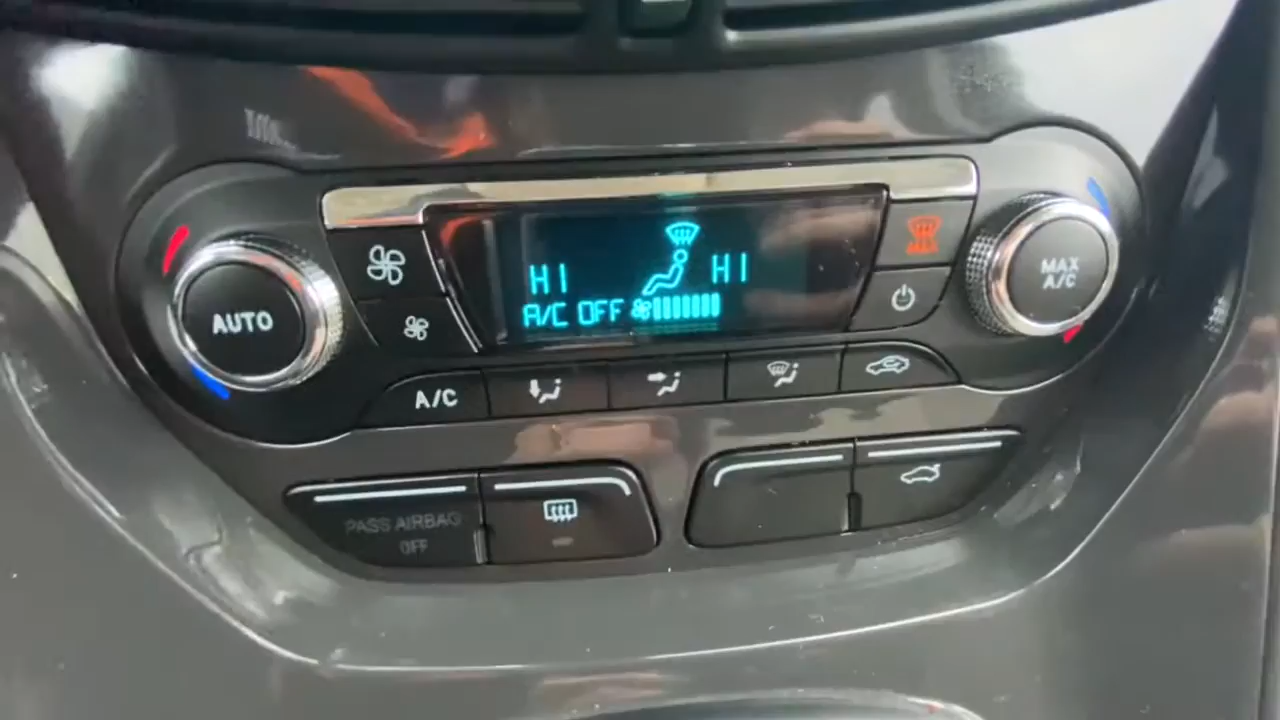 HI HI
A/C OFF
AUTO
MAX
A/C
A/C
PASS AIRBAG
OFF